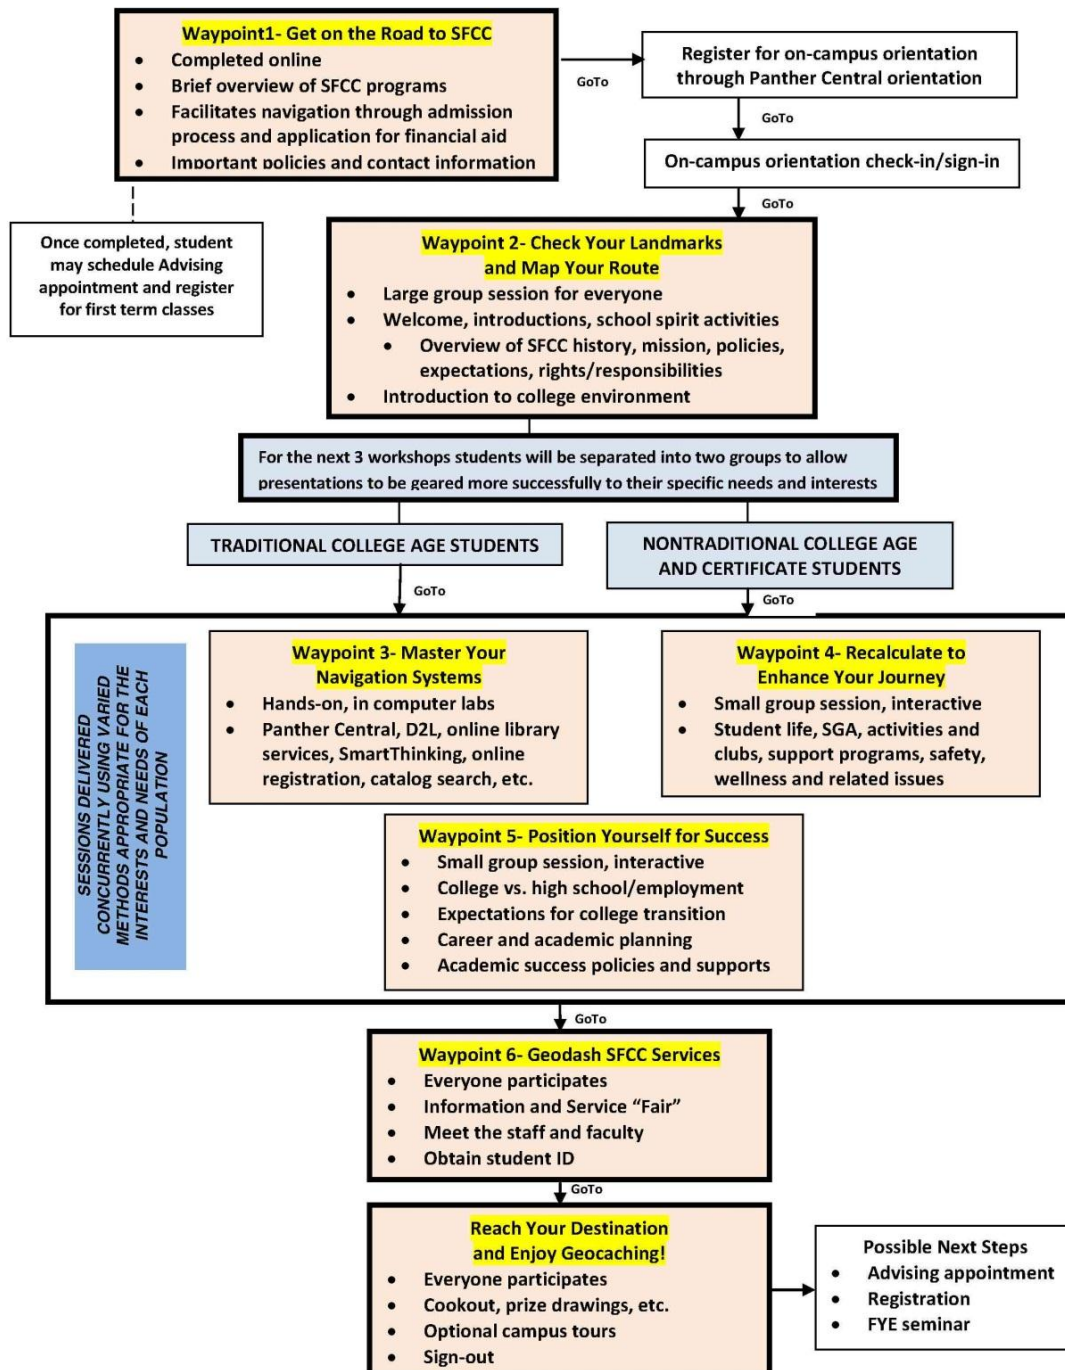 Waypoint1- Get on the Road to SFCC
• Completed online
• Brief overview of SFCC programs
• Facilitates navigation through admission
process and application for financial aid
• Important policies and contact information
GoTo
Register for on-campus orientation
through Panther Central orientation
GoTo
On-campus orientation check-in/sign-in
GoTo
Once completed, student
may schedule Advising
appointment and register
for first term classes
Waypoint 2- Check Your Landmarks
and Map Your Route
• Large group session for everyone
• Welcome, introductions, school spirit activities
• Overview of SFCC history, mission, policies,
expectations, rights/responsibilities
• Introduction to college environment
For the next 3 workshops students will be separated into two groups to allow
presentations to be geared more successfully to their specific needs and interests
TRADITIONAL COLLEGE AGE STUDENTS
NONTRADITIONAL COLLEGE AGE
AND CERTIFICATE STUDENTS
GoTo
GoTo
SESSIONS DELIVERED
CONCURRENTLY USING VARIED
METHODS APPROPRIATE FOR THE
INTERESTS AND NEEDS OF EACH
POPULATION
Waypoint 3- Master Your
Navigation Systems
• Hands-on, in computer labs
• Panther Central, D2L, online library
services, SmartThinking, online
registration, catalog search, etc.
Waypoint 4- Recalculate to
Enhance Your Journey
• Small group session, interactive
• Student life, SGA, activities and
clubs, support programs, safety,
wellness and related issues
Waypoint 5- Position Yourself for Success
• Small group session, interactive
• College vs. high school/employment
• Expectations for college transition
• Career and academic planning
• Academic success policies and supports
GoTo
Waypoint 6- Geodash SFCC Services
• Everyone participates
• Information and Service “Fair”
• Meet the staff and faculty
• Obtain student ID
GoTo
Reach Your Destination
and Enjoy Geocaching!
• Everyone participates
• Cookout, prize drawings, etc.
• Optional campus tours
• Sign-out
Possible Next Steps
• Advising appointment
• Registration
• FYE seminar